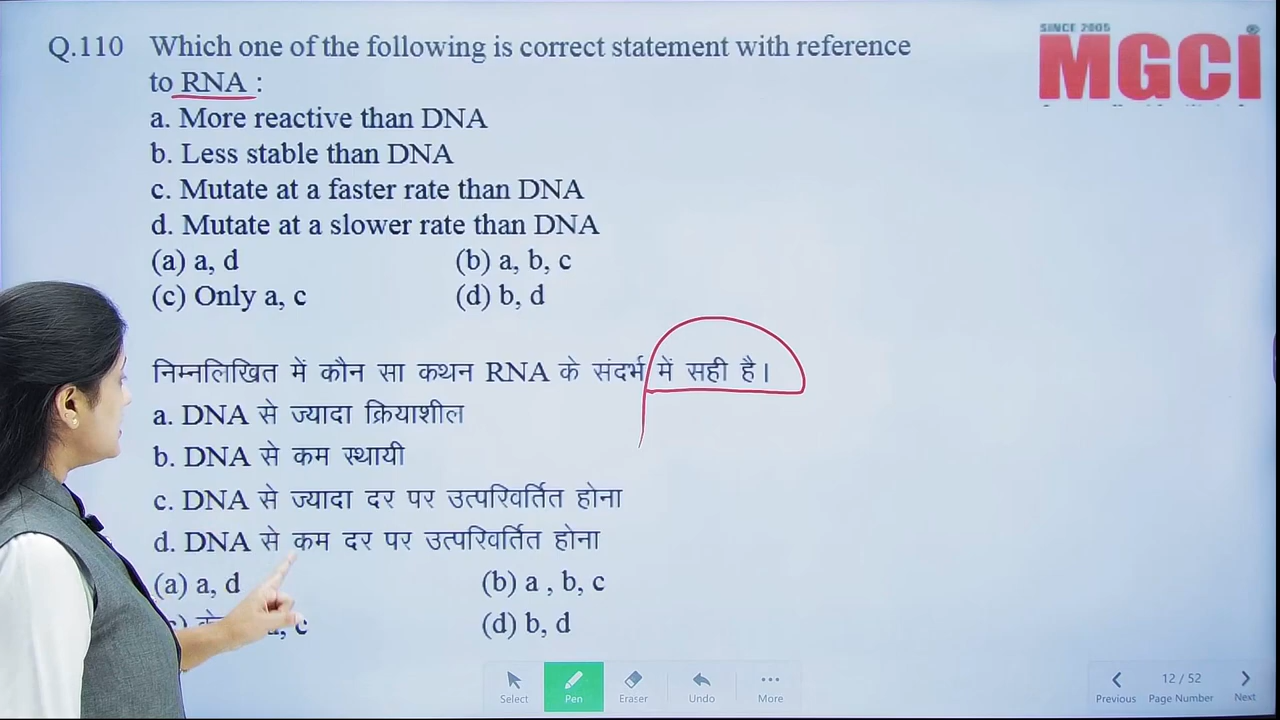 SINCE 2005
MGCI
Q.110 Which one of the following is correct statement with reference
to RNA :
a. More reactive than DNA
b. Less stable than DNA
c. Mutate at a faster rate than DNA
d. Mutate at a slower rate than DNA
(a) a, d (b) a, b, c
(c) Only a, c (d) b, d
निम्नलिखित में कौन सा कथन RNA के संदर्भ में सही है।
a. DNA से ज्यादा क्रियाशील
b. DNA से कम स्थायी
c. DNA से ज्यादा दर पर उत्परिवर्तित होना
d. DNA से कम दर पर उत्परिवर्तित होना
(a) a, d (b) a , b, c
c (d) b, d
Select Pen Eraser Undo More
Previous 12 / 52 Page Number Next